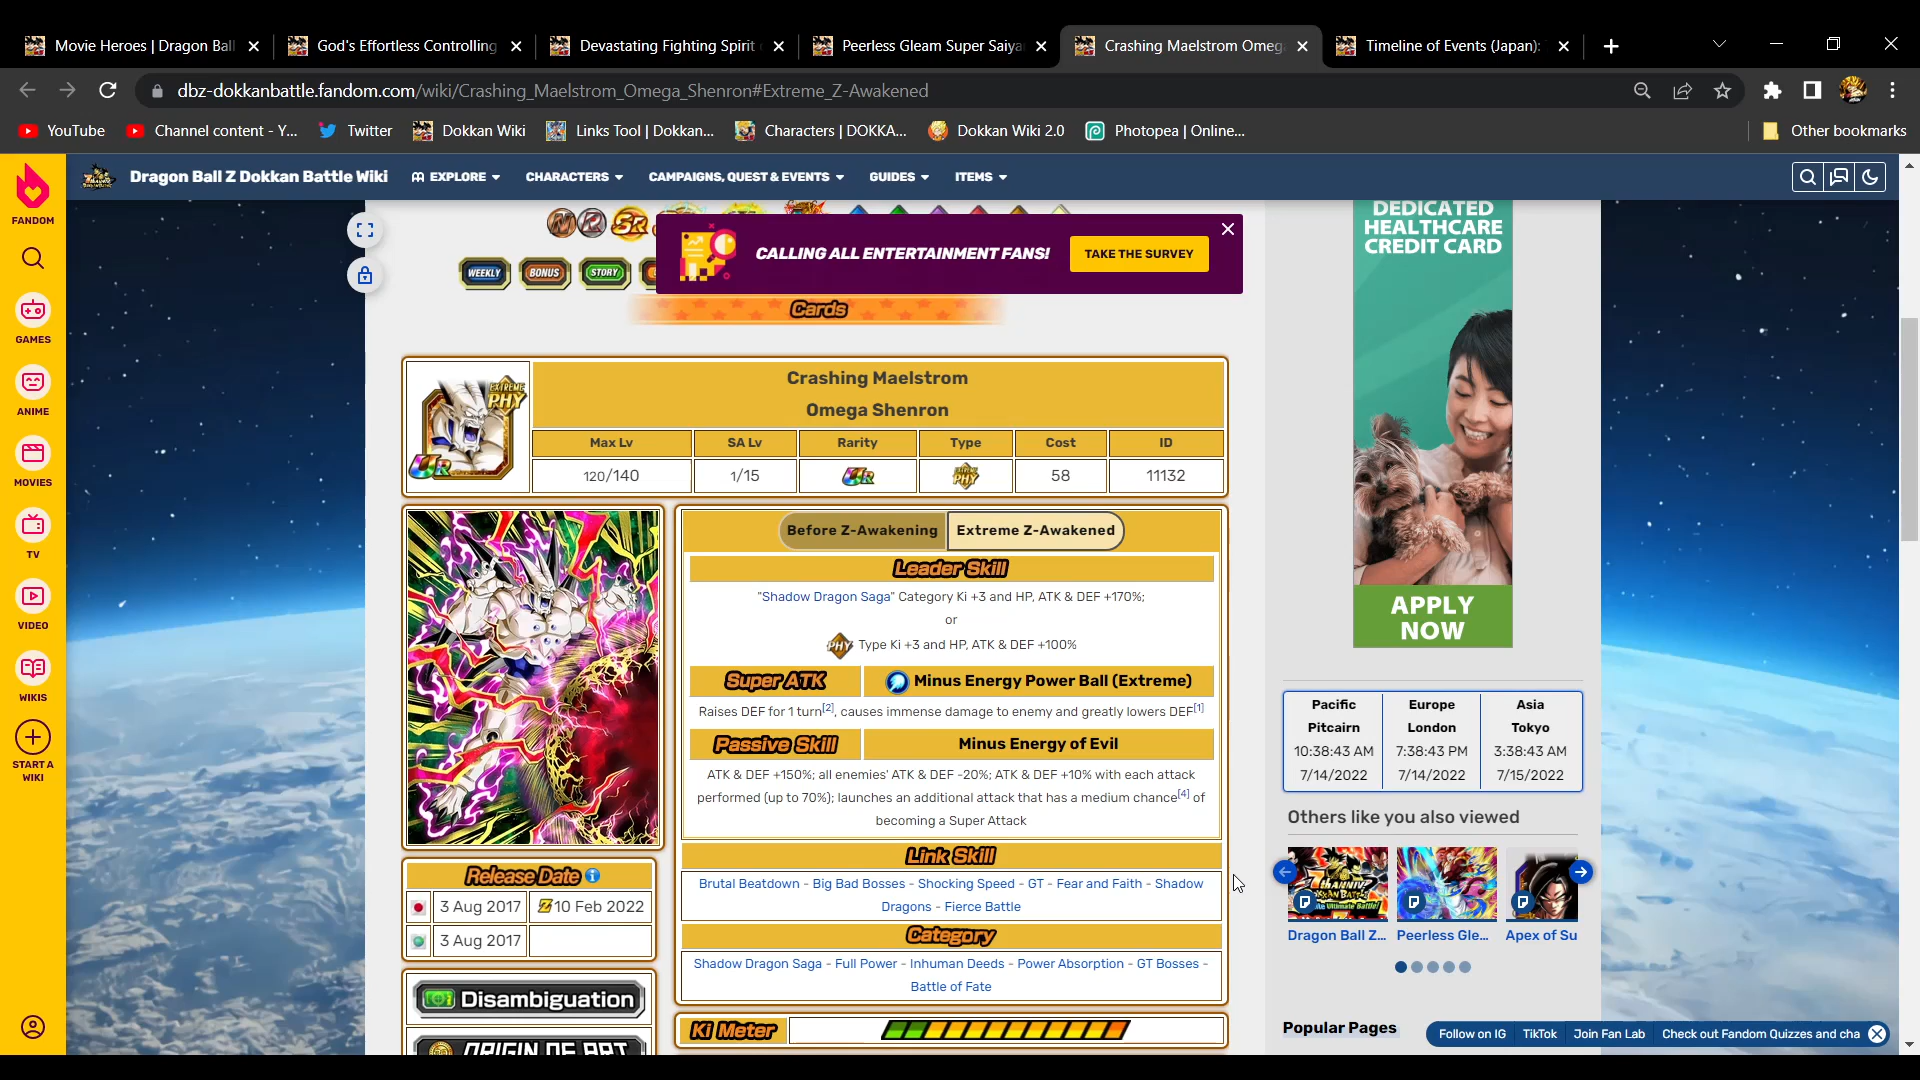 Movie Heroes | Dragon Ball
God's Effortless Controlling
Devastating Fighting Spirit
Peerless Gleam Super Saiya
Crashing Maelstrom Omega
Timeline of Events (Japan):
dbz-dokkanbattle.fandom.com/wiki/Crashing_Maelstrom_Omega_Shenron#Extreme_Z-Awakened
YouTube
Channel content - Y...
Twitter
Dokkan Wiki
Links Tool | Dokkan...
Characters | DOKKA...
Dokkan Wiki 2.0
Photopea | Online...
Other bookmarks
FANDOM
GAMES
ANIME
MOVIES
TV
VIDEO
WIKIS
START A
WIKI
Dragon Ball Z Dokkan Battle Wiki
EXPLORE
CHARACTERS
CAMPAIGNS, QUEST & EVENTS
GUIDES
ITEMS
N R SR
WEEKLY
BONUS
STORY
CALLING ALL ENTERTAINMENT FANS!
TAKE THE SURVEY
Cards
EXTREME
PHY
UR
Crashing Maelstrom
Omega Shenron
Max Lv SA Lv Rarity Type Cost ID
120/140 1/15 UR EXTREME PHY 58 11132
Before Z-Awakening
Extreme Z-Awakened
Leader Skill
"Shadow Dragon Saga" Category Ki +3 and HP, ATK & DEF +170%;
or
PHY Type Ki +3 and HP, ATK & DEF +100%
Super ATK
Minus Energy Power Ball (Extreme)
Raises DEF for 1 turn[2], causes immense damage to enemy and greatly lowers DEF[1]
Passive Skill
Minus Energy of Evil
ATK & DEF +150%; all enemies' ATK & DEF -20%; ATK & DEF +10% with each attack
performed (up to 70%); launches an additional attack that has a medium chance[4] of
becoming a Super Attack
Link Skill
Brutal Beatdown - Big Bad Bosses - Shocking Speed - GT - Fear and Faith - Shadow
Dragons - Fierce Battle
Category
Shadow Dragon Saga - Full Power - Inhuman Deeds - Power Absorption - GT Bosses -
Battle of Fate
Ki Meter
Release Date
3 Aug 2017 Z 10 Feb 2022
3 Aug 2017
Disambiguation
ORIGIN OF ART
DEDICATED
HEALTHCARE
CREDIT CARD
APPLY
NOW
Pacific Europe Asia
Pitcairn London Tokyo
10:38:43 AM 7:38:43 PM 3:38:43 AM
7/14/2022 7/14/2022 7/15/2022
Others like you also viewed
Dragon Ball Z...
Peerless Gle...
Apex of Su
Popular Pages
Follow on IG
TikTok
Join Fan Lab
Check out Fandom Quizzes and cha